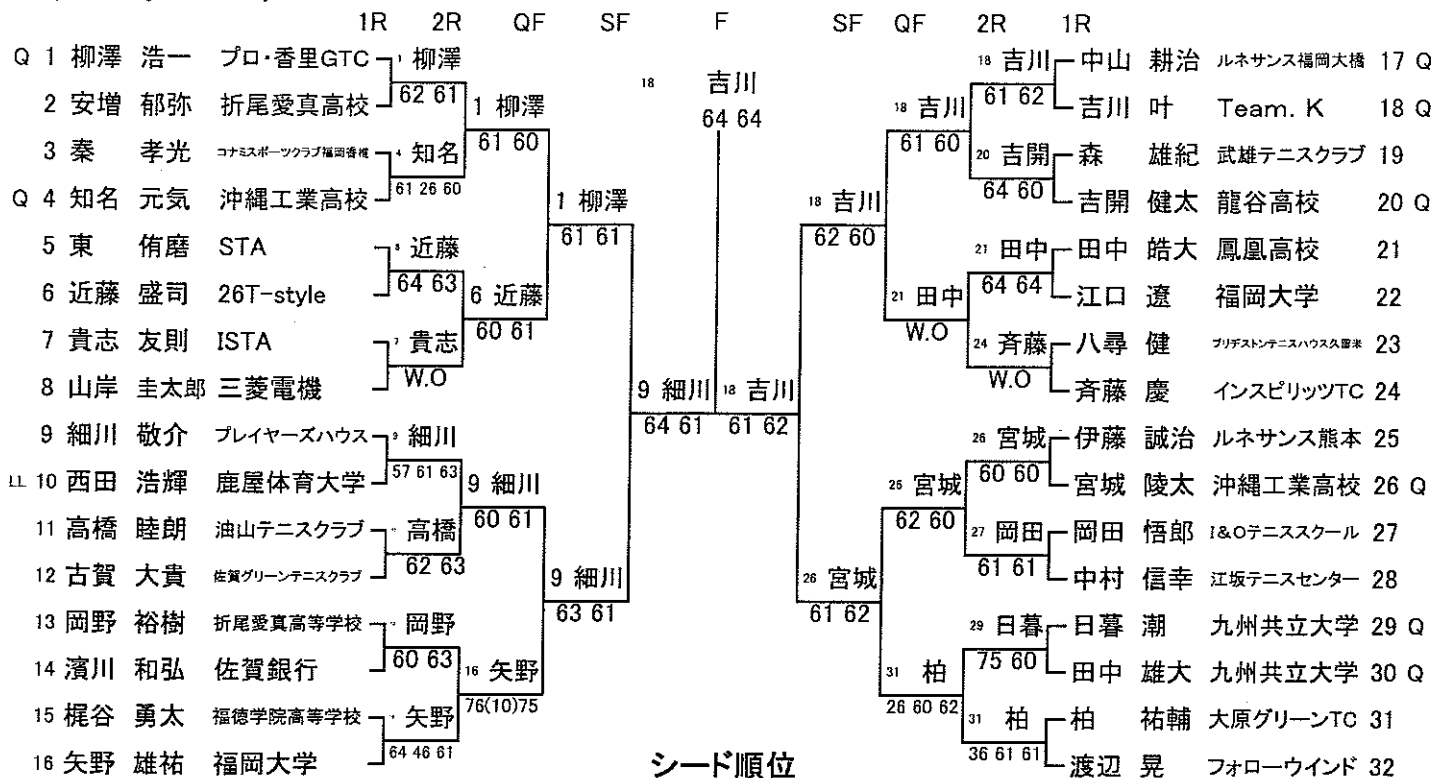 1R 2R QF SF F SF QF 2R 1R
Q 1 柳澤 浩一 プロ・香里GTC
2 安増 郁弥 折尾愛真高校
3 秦 孝光 コナミスポーツクラブ福岡香椎
Q 4 知名 元気 沖縄工業高校
5 東 侑磨 STA
6 近藤 盛司 26T-style
7 貴志 友則 ISTA
8 山岸 圭太郎 三菱電機
9 細川 敬介 プレイヤーズハウス
LL 10 西田 浩輝 鹿屋体育大学
11 高橋 睦朗 油山テニスクラブ
12 古賀 大貴 佐賀グリーンテニスクラブ
13 岡野 裕樹 折尾愛真高等学校
14 濱川 和弘 佐賀銀行
15 梶谷 勇太 福徳学院高等学校
16 矢野 雄祐 福岡大学
1 柳澤
62 61
4 知名
61 26 60
近藤
64 63
7 貴志
W.O
9 細川
57 61 63
高橋
62 63
岡野
60 63
矢野
64 46 61
1 柳澤
61 60
6 近藤
60 61
9 細川
60 61
16 矢野
76(10)75
1 柳澤
61 61
9 細川
63 61
9 細川
64 61
18 吉川
64 64
18 吉川
61 62
18 吉川
62 60
26 宮城
61 62
18 吉川
61 60
21 田中
W.O
宮城
62 60
31 柏
26 60 62
18 吉川
61 62
20 吉開
64 60
21 田中
64 64
24 斉藤
W.O
26 宮城
60 60
27 岡田
61 61
29 日暮
75 60
31 柏
36 61 61
中山 耕治 ルネサンス福岡大橋 17 Q
吉川 叶 Team. K 18 Q
森 雄紀 武雄テニスクラブ 19
吉開 健太 龍谷高校 20 Q
田中 皓大 鳳凰高校 21
江口 遼 福岡大学 22
八尋 健 ブリヂストンテニスハウス久留米 23
斉藤 慶 インスピリッツTC 24
伊藤 誠治 ルネサンス熊本 25
宮城 陵太 沖縄工業高校 26 Q
岡田 悟郎 I&Oテニススクール 27
中村 信幸 江坂テニスセンター 28
日暮 潮 九州共立大学 29 Q
田中 雄大 九州共立大学 30 Q
柏 祐輔 大原グリーンTC 31
渡辺 晃 フォローウインド 32
シード順位